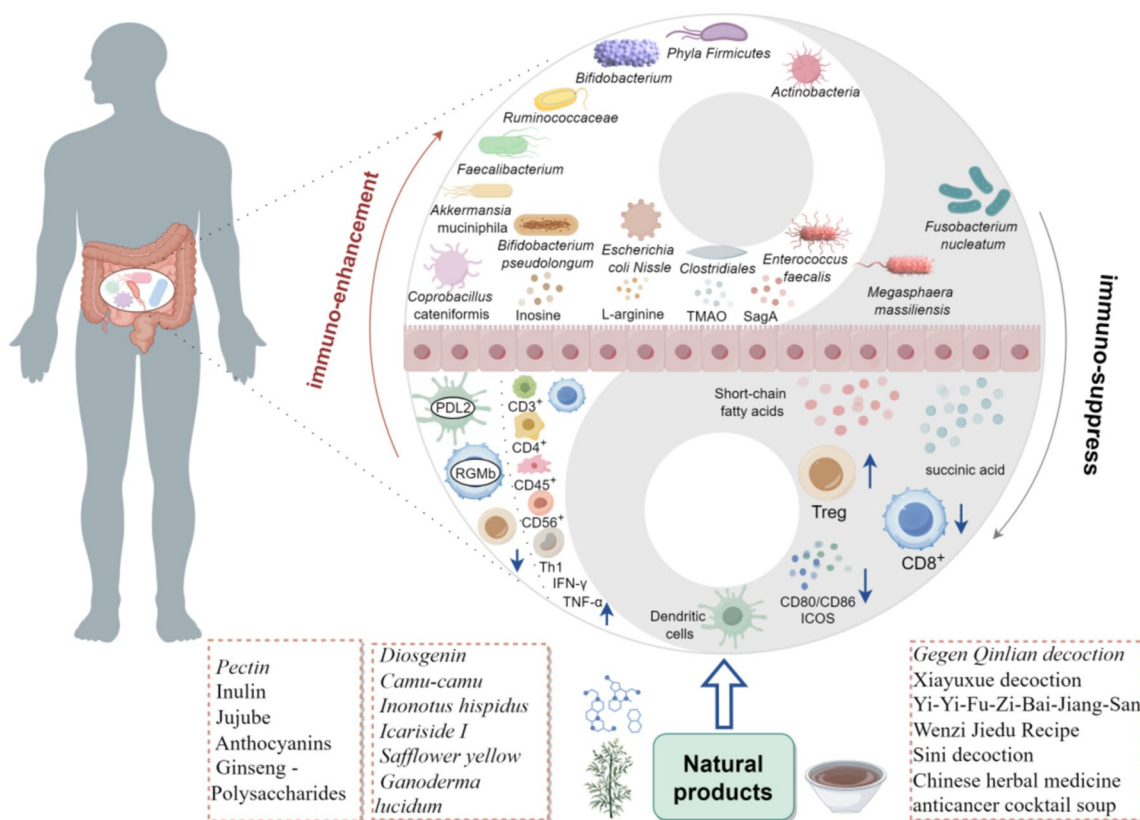 Phyla Firmicutes
Bifidobacterium
Actinobacteria
Ruminococcaceae
Faecalibacterium
Akkermansia
muciniphila
Bifidobacterium
pseudolongum
Escherichia
coli Nissle
Clostridiales
Enterococcus
faecalis
Fusobacterium
nucleatum
Megasphaera
massiliensis
Coprobacillus
cateniformis
Inosine
L-arginine
TMAO
SagA
immuno-enhancement
immuno-suppress
PDL2
RGMb
CD3⁺
CD4⁺
CD45⁺
CD56⁺
Th1
IFN-γ
TNF-α
Short-chain
fatty acids
succinic acid
Treg
CD8⁺
CD80/CD86
ICOS
Dendritic
cells
Pectin
Inulin
Jujube
Anthocyanins
Ginseng -
Polysaccharides
Diosgenin
Camu-camu
Inonotus hispidus
Icariside I
Safflower yellow
Ganoderma
lucidum
Natural
products
Gegen Qinlian decoction
Xiayuxue decoction
Yi-Yi-Fu-Zi-Bai-Jiang-San
Wenzi Jiedu Recipe
Sini decoction
Chinese herbal medicine
anticancer cocktail soup